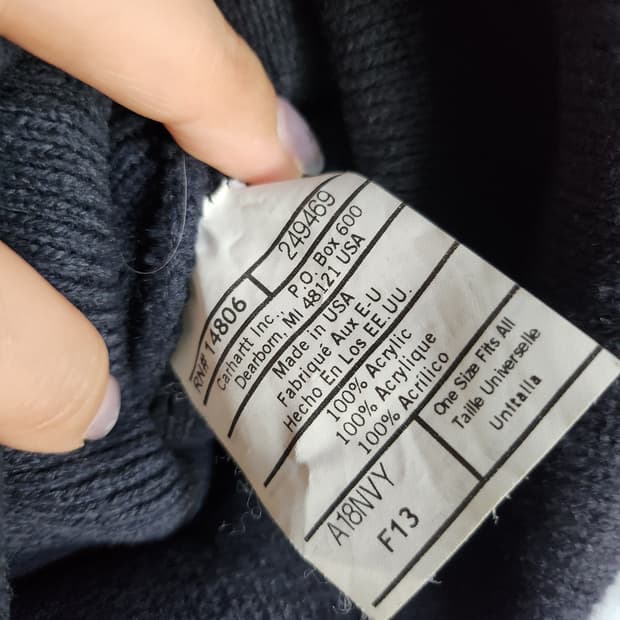 RN# 14806 249469
Carhartt Inc., P.O. Box 600
Dearborn, MI 48121 USA
Made in USA
Fabriqué Aux E-U
Hecho En Los EE.UU.
100% Acrylic
100% Acrylique
100% Acrílico
A18NVY
F13
One Size Fits All
Taille Universelle
Unitalla